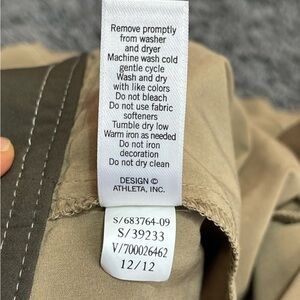 Remove promptly
from washer
and dryer
Machine wash cold
gentle cycle
Wash and dry
with like colors
Do not bleach
Do not use fabric
softeners
Tumble dry low
Warm iron as needed
Do not iron
decoration
Do not dry clean
DESIGN ©
ATHLETA, INC.
S/683764-09
S/39233
V/700026462
12/12